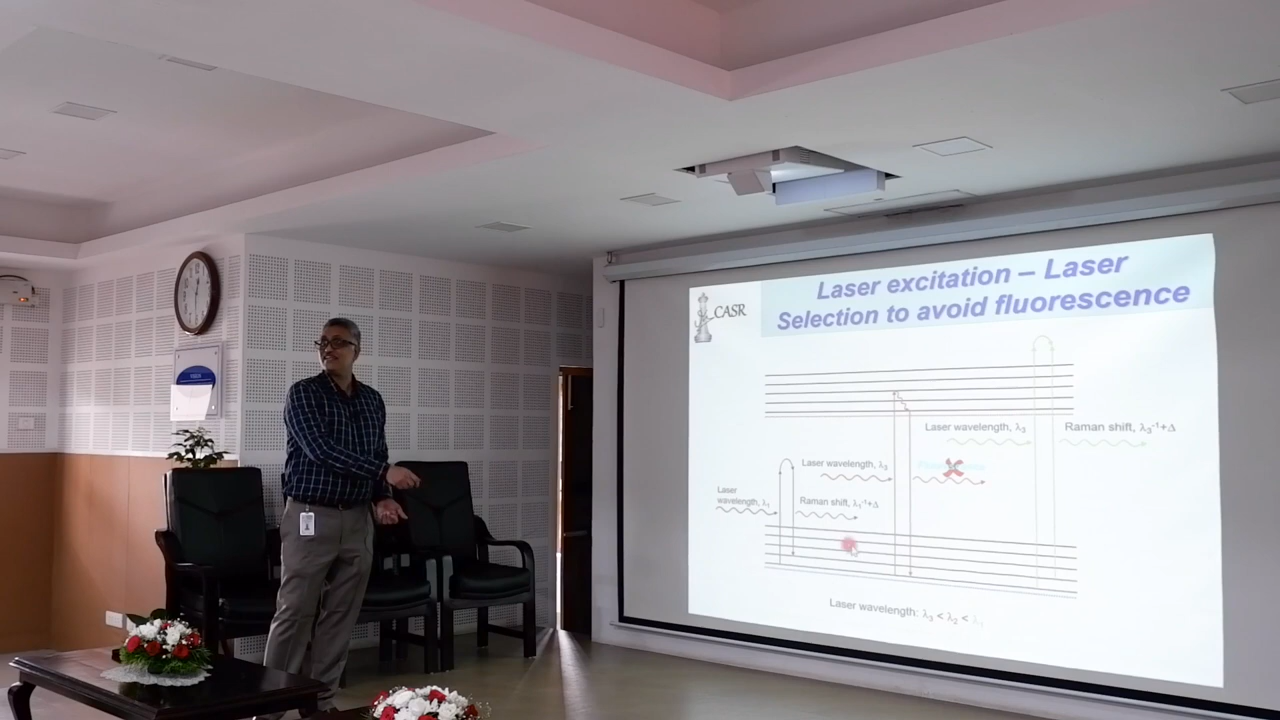 Laser excitation – Laser
Selection to avoid fluorescence
CASR
Laser wavelength, λ3
Raman shift, λ3⁻¹+Δ
Laser wavelength, λ3
Laser
wavelength, λ1
Raman shift, λ1⁻¹+Δ
Laser wavelength: λ3 < λ2 < λ1